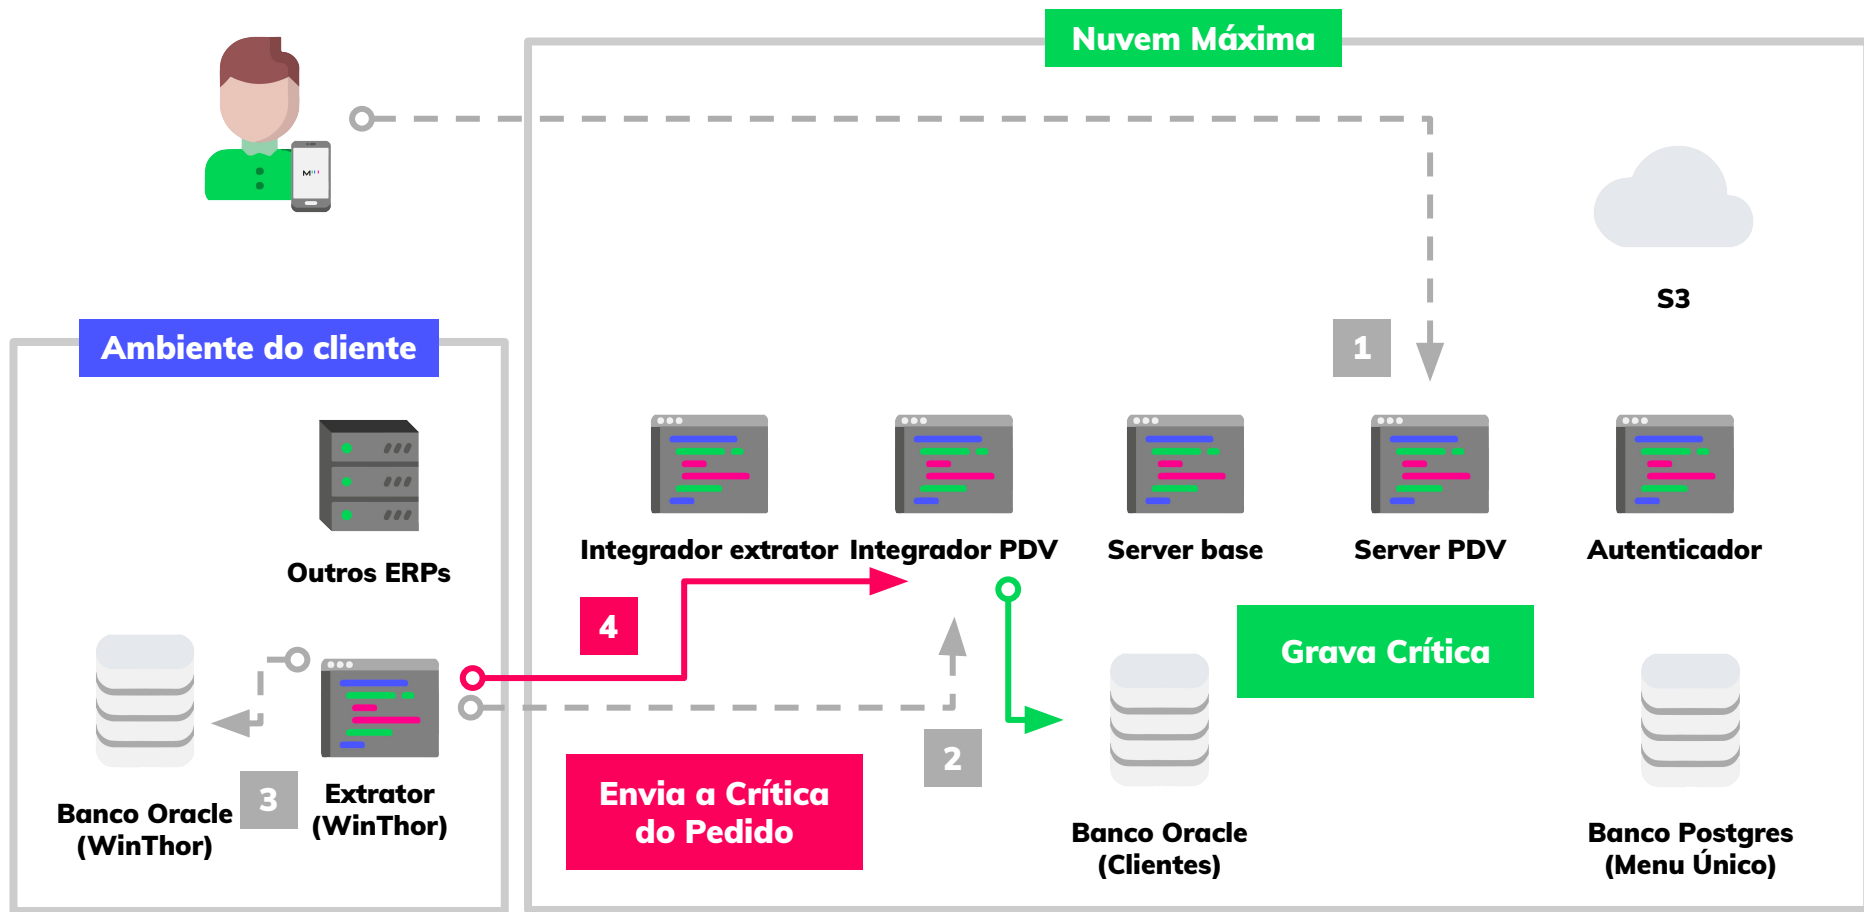 Nuvem Máxima
S3
1
Ambiente do cliente
Outros ERPs
Integrador extrator
Integrador PDV
Server base
Server PDV
Autenticador
4
Grava Crítica
2
3
Banco Oracle
(WinThor)
Extrator
(WinThor)
Envia a Crítica
do Pedido
Banco Oracle
(Clientes)
Banco Postgres
(Menu Único)